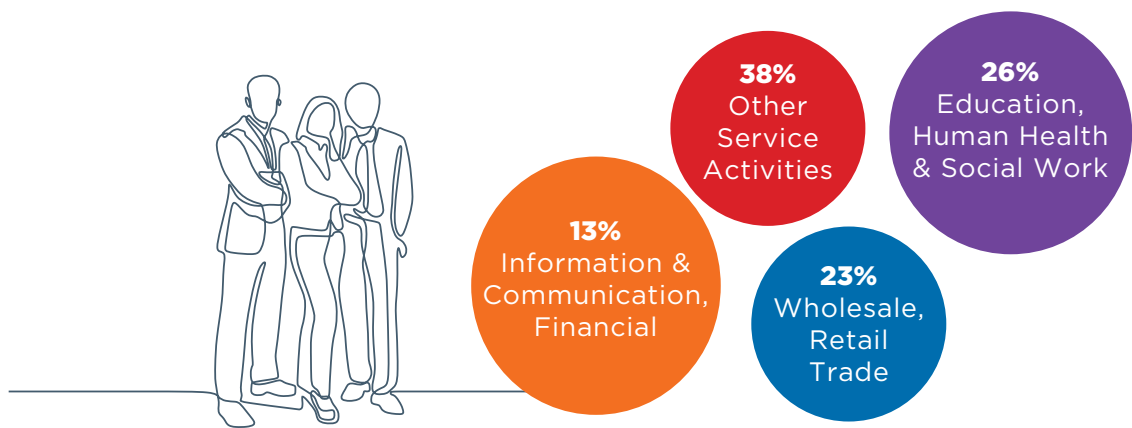 38%
Other
Service
Activities
26%
Education,
Human Health
& Social Work
13%
Information &
Communication,
Financial
23%
Wholesale,
Retail
Trade